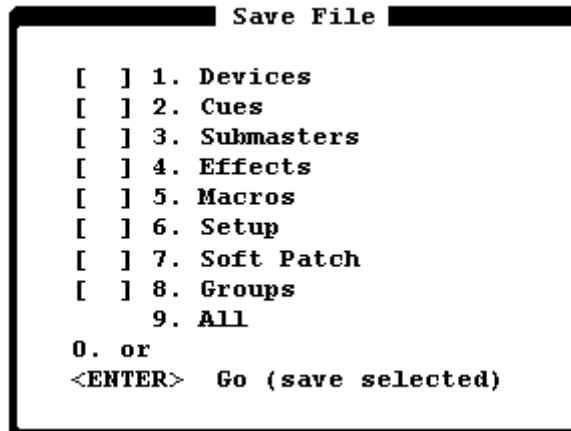 Save File
[ ] 1. Devices
[ ] 2. Cues
[ ] 3. Submasters
[ ] 4. Effects
[ ] 5. Macros
[ ] 6. Setup
[ ] 7. Soft Patch
[ ] 8. Groups
9. All
0. or
<ENTER> Go (save selected)